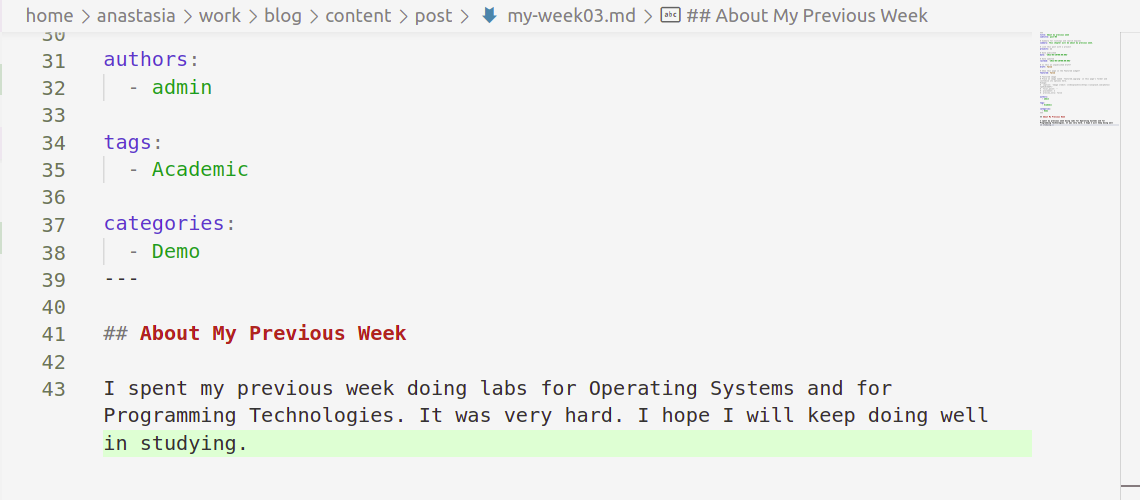 home > anastasia > work > blog > content > post > my-week03.md > abc ## About My Previous Week
30
31 authors:
32 - admin
33
34 tags:
35 - Academic
36
37 categories:
38 - Demo
39 ---
40
41 ## About My Previous Week
42
43 I spent my previous week doing labs for Operating Systems and for
Programming Technologies. It was very hard. I hope I will keep doing well
in studying.